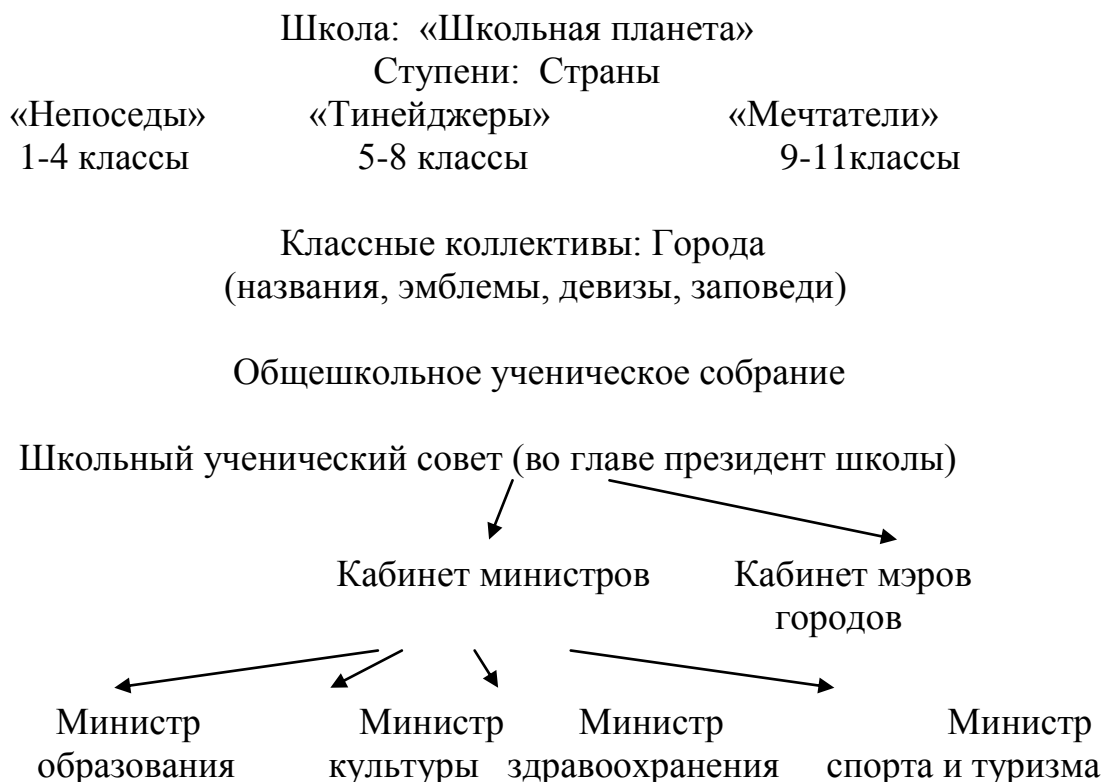 Школа: «Школьная планета»
Ступени: Страны
«Непоседы» «Тинейджеры» «Мечтатели»
1-4 классы 5-8 классы 9-11классы
Классные коллективы: Города
(названия, эмблемы, девизы, заповеди)
Общешкольное ученическое собрание
Школьный ученический совет (во главе президент школы)
Кабинет министров Кабинет мэров
городов
Министр Министр Министр Министр
образования культуры здравоохранения спорта и туризма